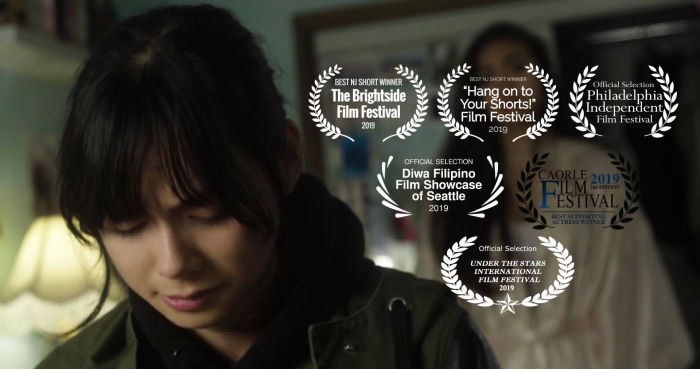 BEST NJ SHORT WINNER
The Brightside
Film Festival
2019
BEST NJ SHORT WINNER
"Hang on to
Your Shorts!"
Film Festival
2019
Official Selection
Philadelphia
Independent
Film Festival
OFFICIAL SELECTION
Diwa Filipino
Film Showcase
of Seattle
2019
CAORLE
FILM 2019
2nd EDITION
FESTIVAL
BEST SUPPORTING
ACTRESS WINNER
Official Selection
UNDER THE STARS
INTERNATIONAL
FILM FESTIVAL
2019